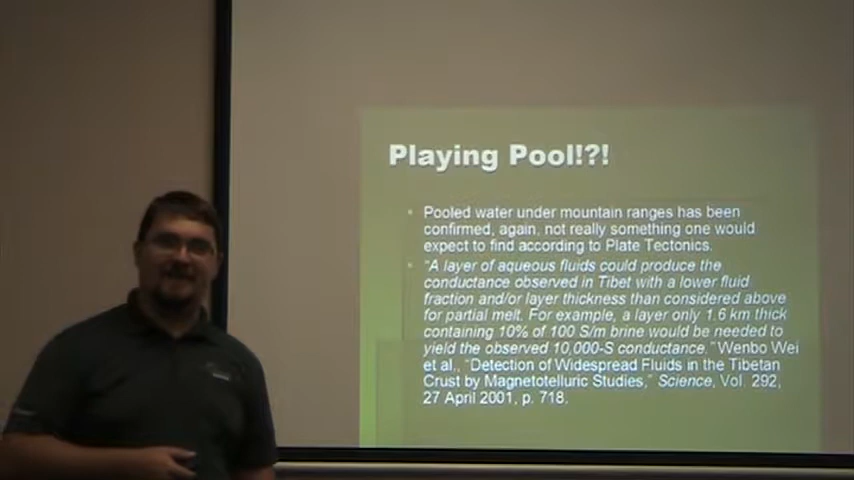 Playing Pool!?!
Pooled water under mountain ranges has been
confirmed, again, not really something one would
expect to find according to Plate Tectonics.
"A layer of aqueous fluids could produce the
conductance observed in Tibet with a lower fluid
fraction and/or layer thickness than considered above
for partial melt. For example, a layer only 1.6 km thick
containing 10% of 100 S/m brine would be needed to
yield the observed 10,000-S conductance." Wenbo Wei
et al., "Detection of Widespread Fluids in the Tibetan
Crust by Magnetotelluric Studies," Science, Vol. 292,
27 April 2001, p. 718.